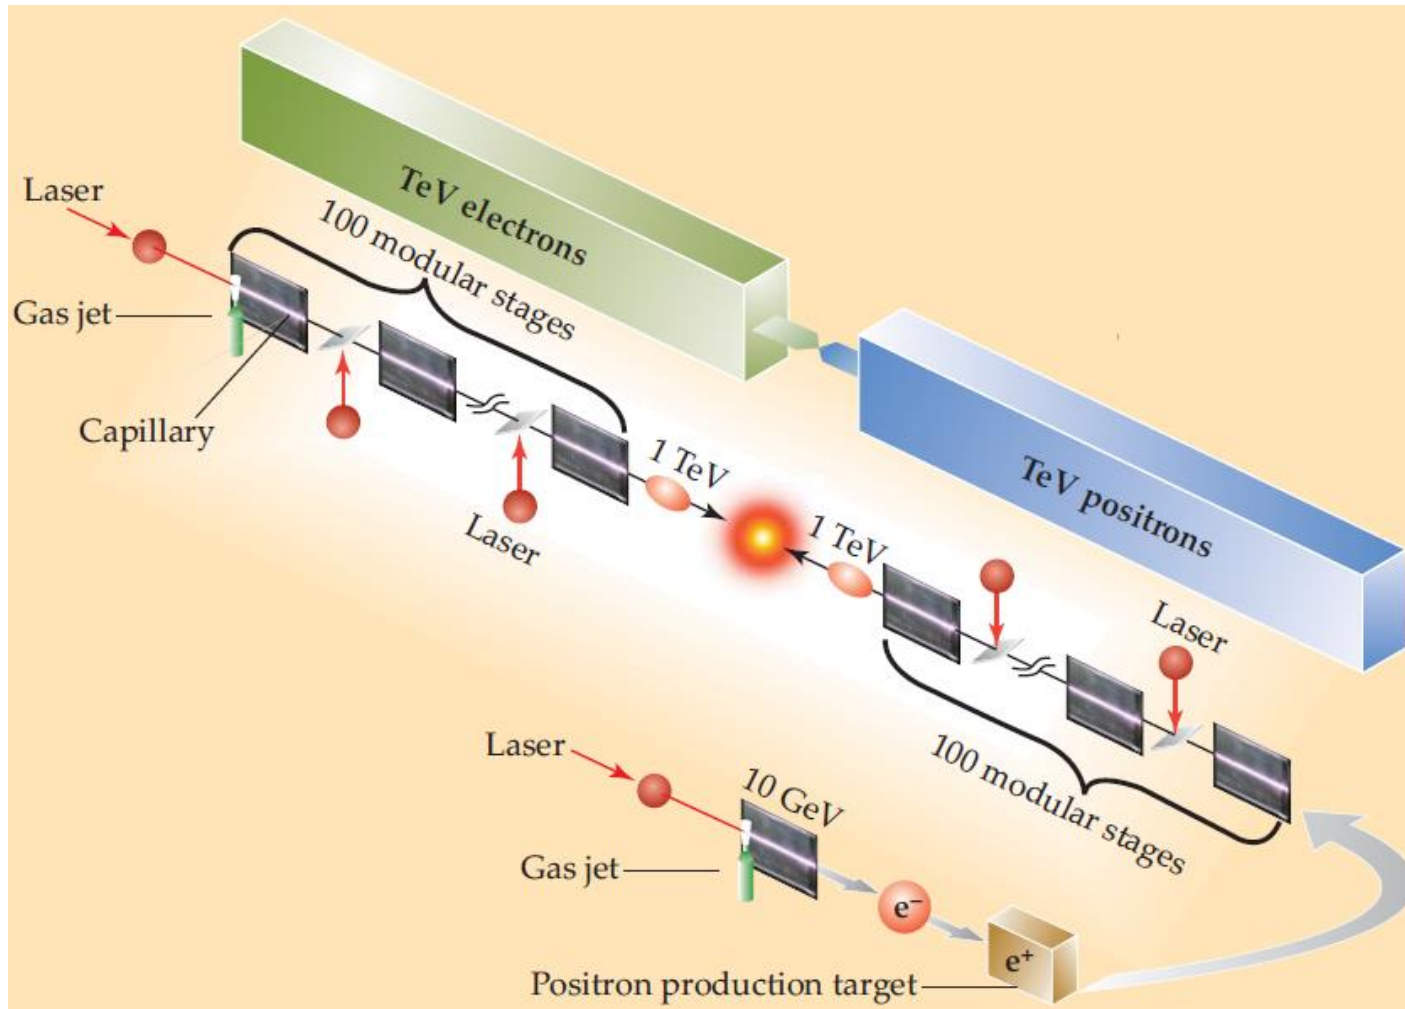 TeV electrons
Laser
100 modular stages
Gas jet
Capillary
1 TeV
TeV positrons
Laser
1 TeV
Laser
Laser
10 GeV
100 modular stages
Gas jet
e⁻
e⁺
Positron production target